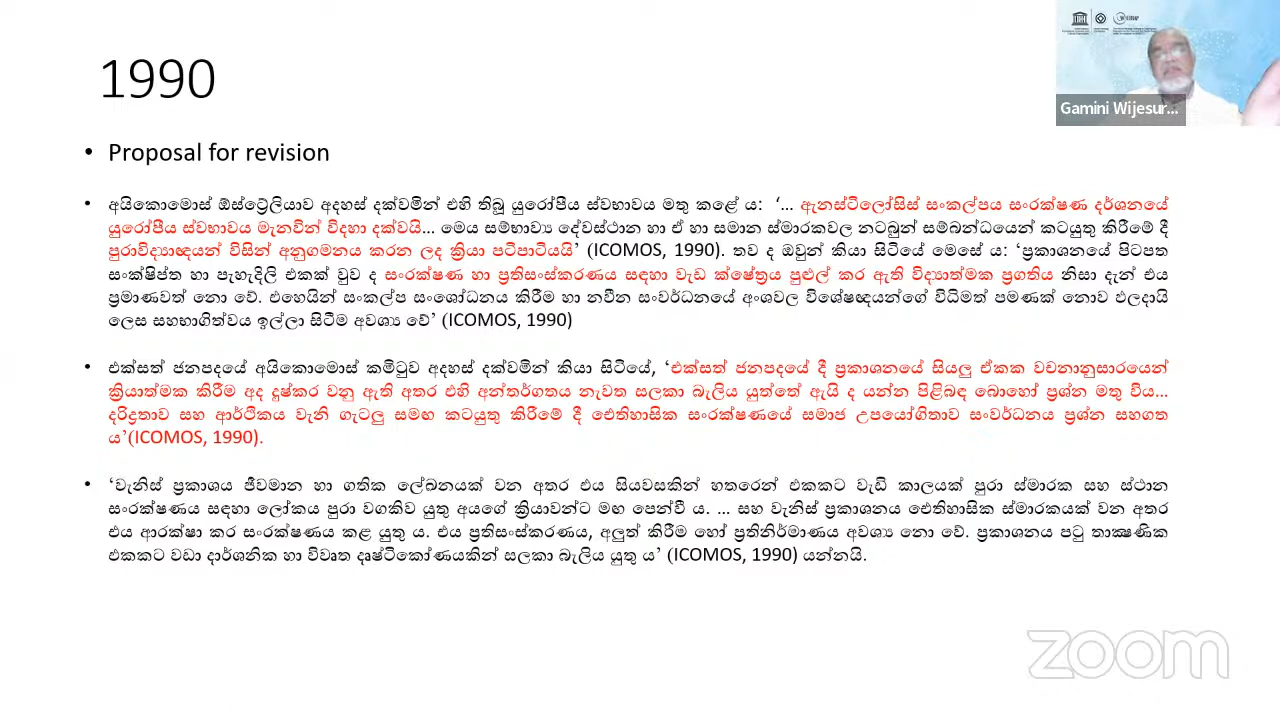 1990
Gamini Wijesur...
• Proposal for revision
• අයිකොමොස් ඕස්ට්‍රේලියාව අදහස් දක්වමින් එහි තිබූ යුරෝපීය ස්වභාවය මතු කළේ ය: ‘... ඇනස්ටිලෝසිස් සංකල්පය සංරක්ෂණ දර්ශනයේ
යුරෝපීය ස්වභාවය මැනවින් විදහා දක්වයි... මෙය සම්භාව්‍ය දේවස්ථාන හා ඒ හා සමාන ස්මාරකවල නටබුන් සම්බන්ධයෙන් කටයුතු කිරීමේ දී
පුරාවිද්‍යාඥයන් විසින් අනුගමනය කරන ලද ක්‍රියා පටිපාටියයි’ (ICOMOS, 1990). තව ද ඔවුන් කියා සිටියේ මෙසේ ය: ‘ප්‍රකාශනයේ පිටපත
සංක්ෂිප්ත හා පැහැදිලි එකක් වුව ද සංරක්ෂණ හා ප්‍රතිසංස්කරණය සඳහා වැඩ ක්ෂේත්‍රය පුළුල් කර ඇති විද්‍යාත්මක ප්‍රගතිය නිසා දැන් එය
ප්‍රමාණවත් නො වේ. එහෙයින් සංකල්ප සංශෝධනය කිරීම හා නවීන සංවර්ධනයේ අංශවල විශේෂඥයන්ගේ විධිමත් පමණක් නොව ඵලදායි
ලෙස සහභාගිත්වය ඉල්ලා සිටීම අවශ්‍ය වේ’ (ICOMOS, 1990)
• එක්සත් ජනපදයේ අයිකොමොස් කමිටුව අදහස් දක්වමින් කියා සිටියේ, ‘එක්සත් ජනපදයේ දී ප්‍රකාශනයේ සියලු ඒකක වචනානුසාරයෙන්
ක්‍රියාත්මක කිරීම අද දුෂ්කර වනු ඇති අතර එහි අන්තර්ගතය නැවත සලකා බැලිය යුත්තේ ඇයි ද යන්න පිළිබඳ බොහෝ ප්‍රශ්න මතු විය...
දරිද්‍රතාව සහ ආර්ථිකය වැනි ගැටලු සමඟ කටයුතු කිරීමේ දී ඓතිහාසික සංරක්ෂණයේ සමාජ උපයෝගිතාව සංවර්ධනය ප්‍රශ්න සහගත
ය’(ICOMOS, 1990).
• ‘වැනිස් ප්‍රකාශය ජීවමාන හා ගතික ලේඛනයක් වන අතර එය සියවසකින් හතරෙන් එකකට වැඩි කාලයක් පුරා ස්මාරක සහ ස්ථාන
සංරක්ෂණය සඳහා ලෝකය පුරා වගකිව යුතු අයගේ ක්‍රියාවන්ට මඟ පෙන්වී ය. ... සහ වැනිස් ප්‍රකාශනය ඓතිහාසික ස්මාරකයක් වන අතර
එය ආරක්ෂා කර සංරක්ෂණය කළ යුතු ය. එය ප්‍රතිසංස්කරණය, අලුත් කිරීම හෝ ප්‍රතිනිර්මාණය අවශ්‍ය නො වේ. ප්‍රකාශනය පටු තාක්‍ෂණික
එකකට වඩා දාර්ශනික හා විවෘත දෘෂ්ටිකෝණයකින් සලකා බැලිය යුතු ය’ (ICOMOS, 1990) යන්නයි.
zoom